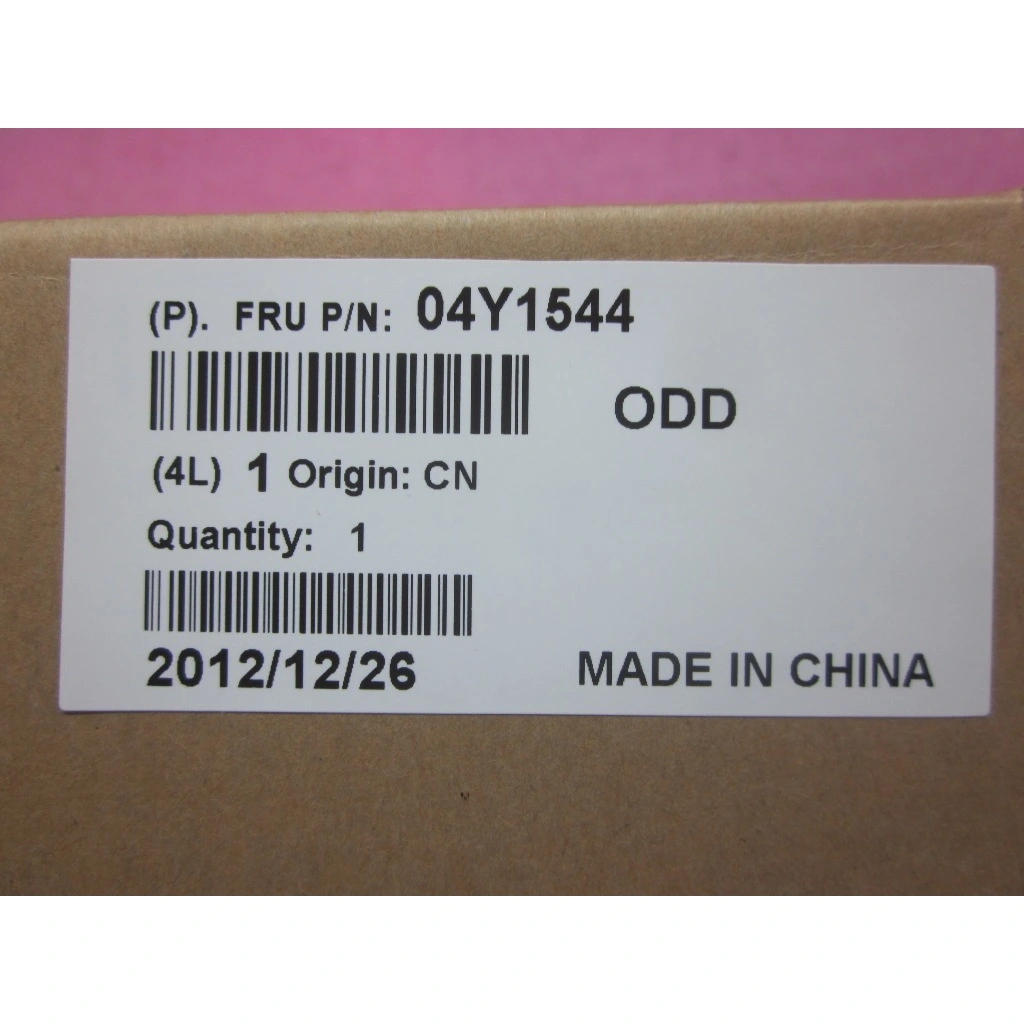 (P). FRU P/N: 04Y1544
ODD
(4L) 1 Origin: CN
Quantity: 1
2012/12/26
MADE IN CHINA